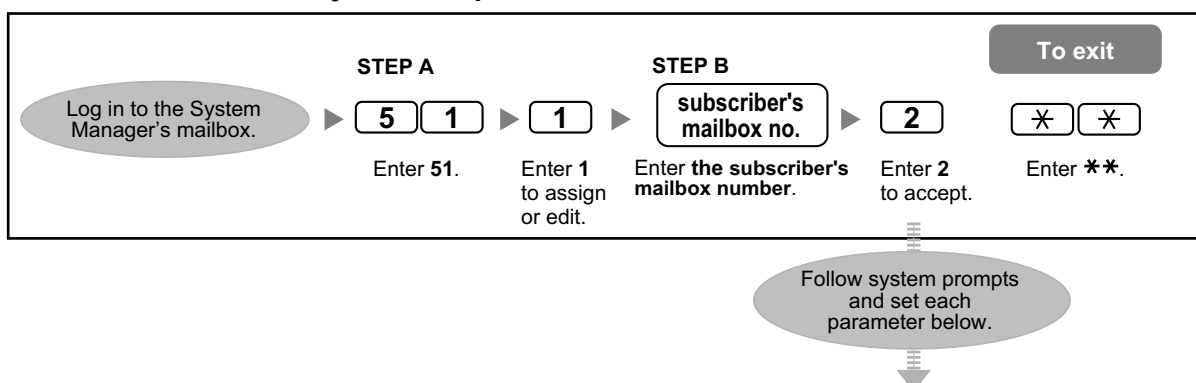 To exit
STEP A
STEP B
Log in to the System
Manager's mailbox.
5 1
1
subscriber's
mailbox no.
2
* *
Enter 51.
Enter 1
to assign
or edit.
Enter the subscriber's
mailbox number.
Enter 2
to accept.
Enter **.
Follow system prompts
and set each
parameter below.